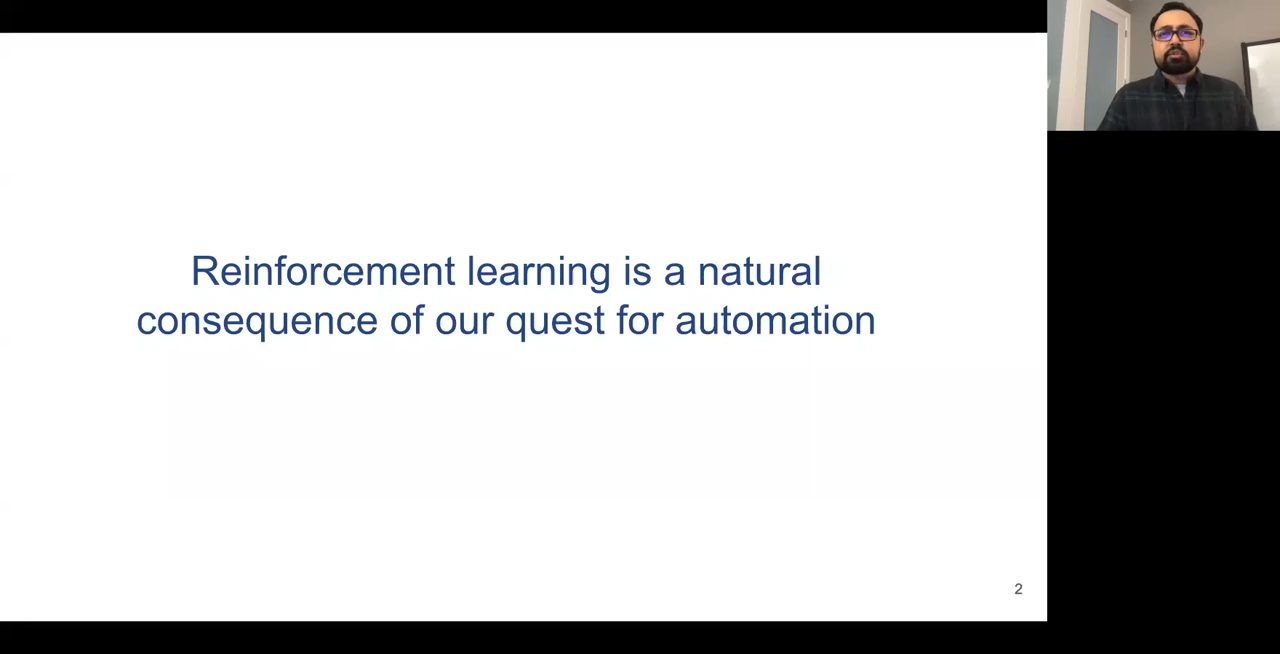 Reinforcement learning is a natural
consequence of our quest for automation
2